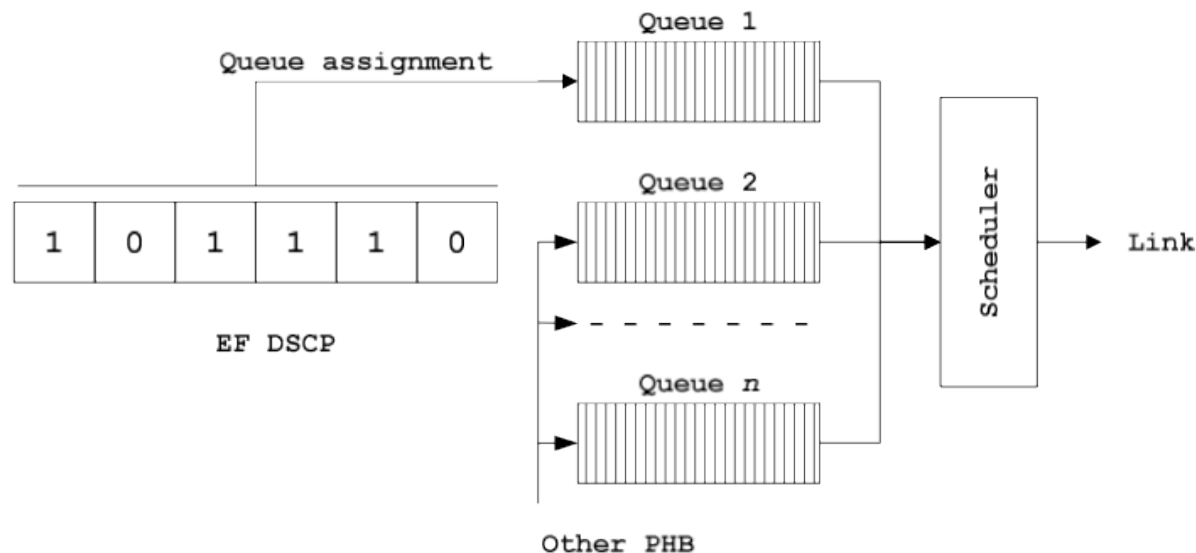 Queue 1
Queue assignment
Queue 2
1 0 1 1 1 0
Scheduler
Link
EF DSCP
Queue n
Other PHB